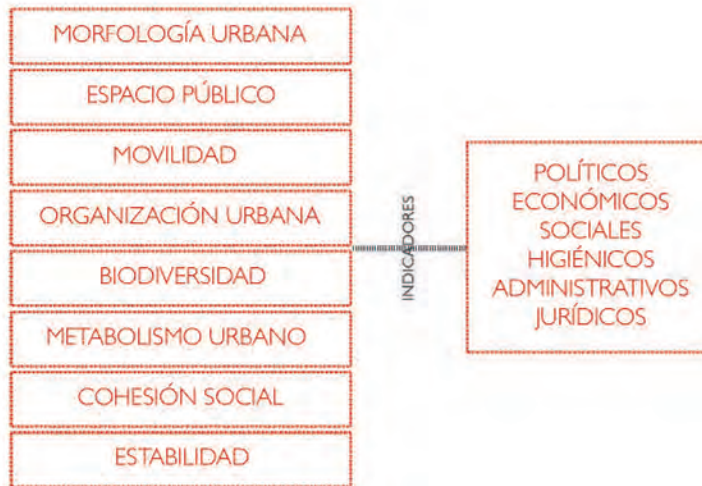 MORFOLOGÍA URBANA
ESPACIO PÚBLICO
MOVILIDAD
ORGANIZACIÓN URBANA
BIODIVERSIDAD
METABOLISMO URBANO
COHESIÓN SOCIAL
ESTABILIDAD
INDICADORES
POLÍTICOS
ECONÓMICOS
SOCIALES
HIGIÉNICOS
ADMINISTRATIVOS
JURÍDICOS